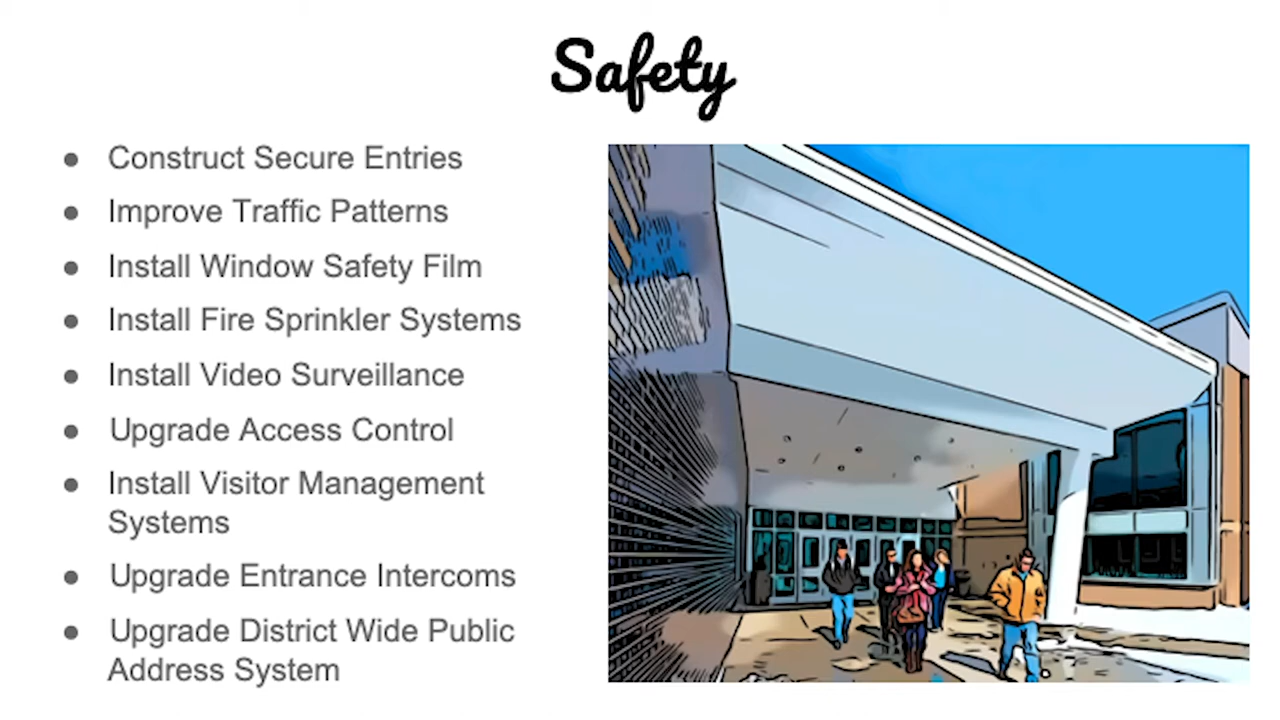 Safety
● Construct Secure Entries
● Improve Traffic Patterns
● Install Window Safety Film
● Install Fire Sprinkler Systems
● Install Video Surveillance
● Upgrade Access Control
● Install Visitor Management
Systems
● Upgrade Entrance Intercoms
● Upgrade District Wide Public
Address System